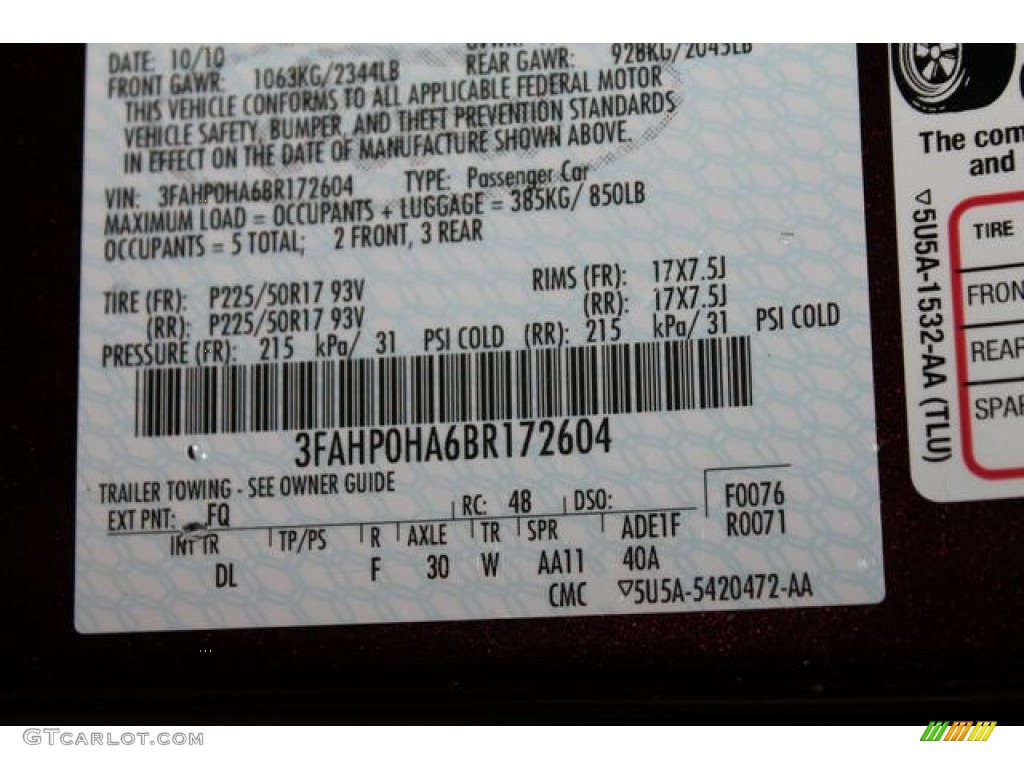 DATE: 10/10
FRONT GAWR: 1063KG/2344LB REAR GAWR: 928KG/2045LB
THIS VEHICLE CONFORMS TO ALL APPLICABLE FEDERAL MOTOR
VEHICLE SAFETY, BUMPER, AND THEFT PREVENTION STANDARDS
IN EFFECT ON THE DATE OF MANUFACTURE SHOWN ABOVE.
VIN: 3FAHP0HA6BR172604 TYPE: Passenger Car
MAXIMUM LOAD = OCCUPANTS + LUGGAGE = 385KG/ 850LB
OCCUPANTS = 5 TOTAL; 2 FRONT, 3 REAR
TIRE (FR): P225/50R17 93V RIMS (FR): 17X7.5J
(RR): P225/50R17 93V (RR): 17X7.5J
PRESSURE (FR): 215 kPa/ 31 PSI COLD (RR): 215 kPa/ 31 PSI COLD
3FAHP0HA6BR172604
TRAILER TOWING - SEE OWNER GUIDE
EXT PNT: FQ RC: 48 DSO: F0076
INT TR TP/PS R AXLE TR SPR ADE1F R0071
DL F 30 W AA11 40A
CMC ▽5U5A-5420472-AA
The com
and
▽5U5A-1532-AA (TLU)
TIRE
FRON
REAR
SPAR
GTCARLOT.COM